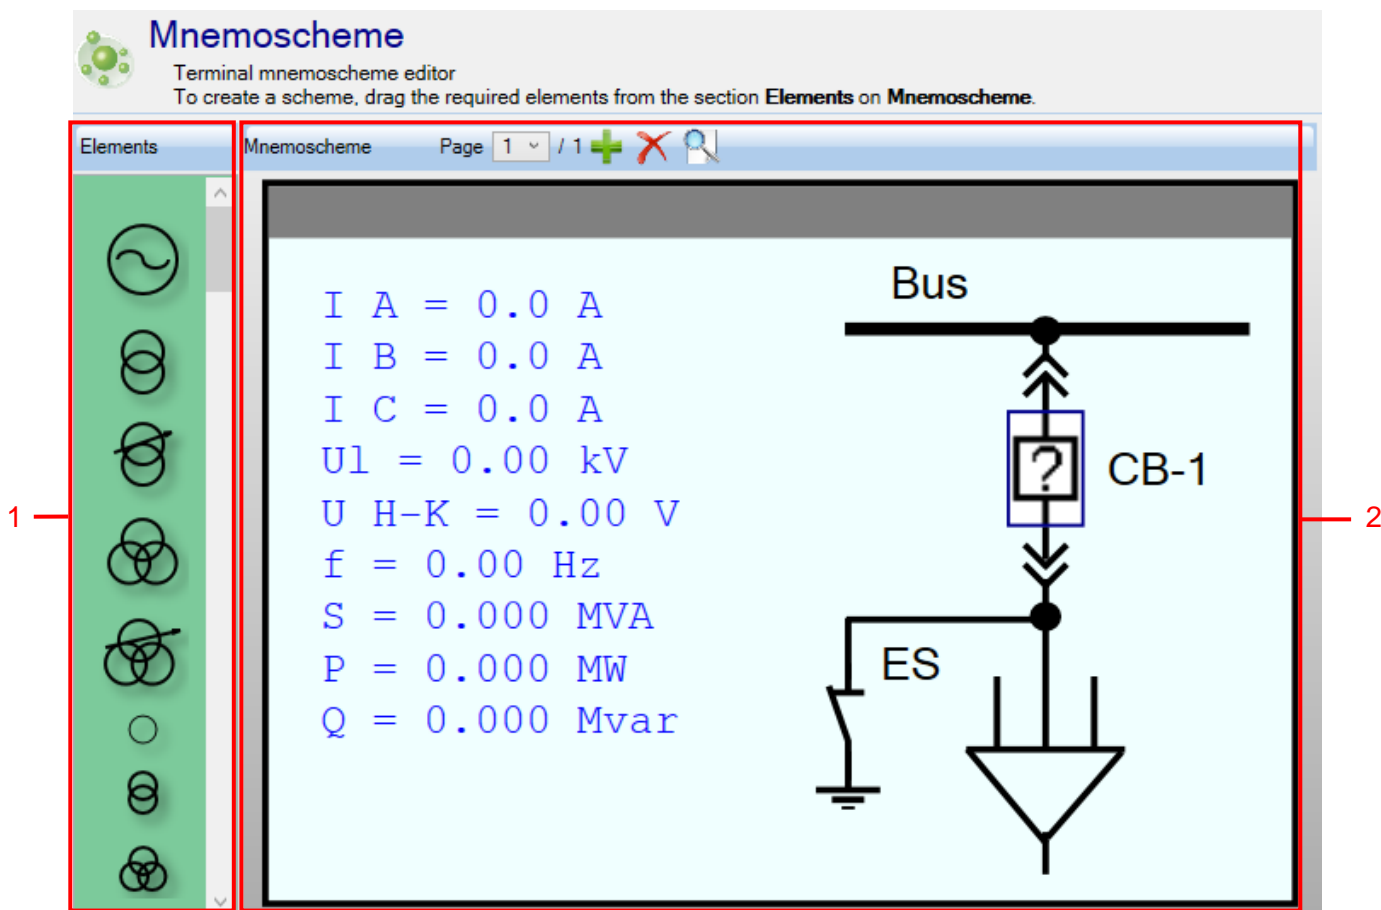 Mnemoscheme
Terminal mnemoscheme editor
To create a scheme, drag the required elements from the section Elements on Mnemoscheme.
Elements
Mnemoscheme Page 1 / 1
I A = 0.0 A
I B = 0.0 A
I C = 0.0 A
Ul = 0.00 kV
U H-K = 0.00 V
f = 0.00 Hz
S = 0.000 MVA
P = 0.000 MW
Q = 0.000 Mvar
Bus
?
CB-1
ES
1
2